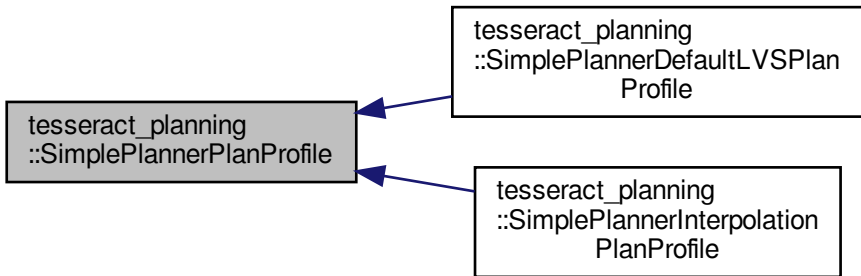 tesseract_planning
::SimplePlannerPlanProfile
tesseract_planning
::SimplePlannerDefaultLVSPlan
Profile
tesseract_planning
::SimplePlannerInterpolation
PlanProfile